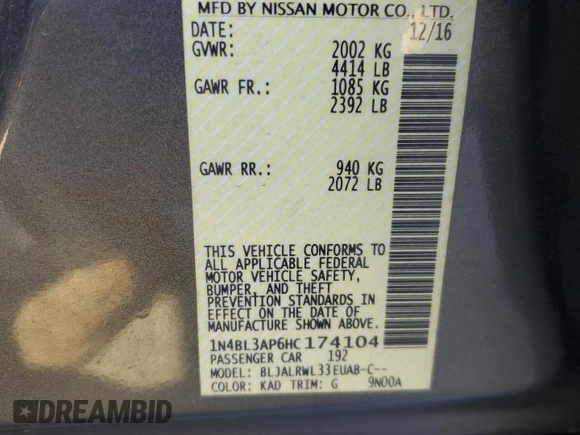 MFD BY NISSAN MOTOR CO., LTD.
DATE: 12/16
GVWR: 2002 KG
4414 LB
GAWR FR.: 1085 KG
2392 LB
GAWR RR.: 940 KG
2072 LB
THIS VEHICLE CONFORMS TO
ALL APPLICABLE FEDERAL
MOTOR VEHICLE SAFETY,
BUMPER, AND THEFT
PREVENTION STANDARDS IN
EFFECT ON THE DATE OF
MANUFACTURE SHOWN ABOVE.
1N4BL3AP6HC174104
PASSENGER CAR 192
MODEL: BLJALRWL33EUAB-C--
COLOR: KAD TRIM: G 9N00A
DREAMBID